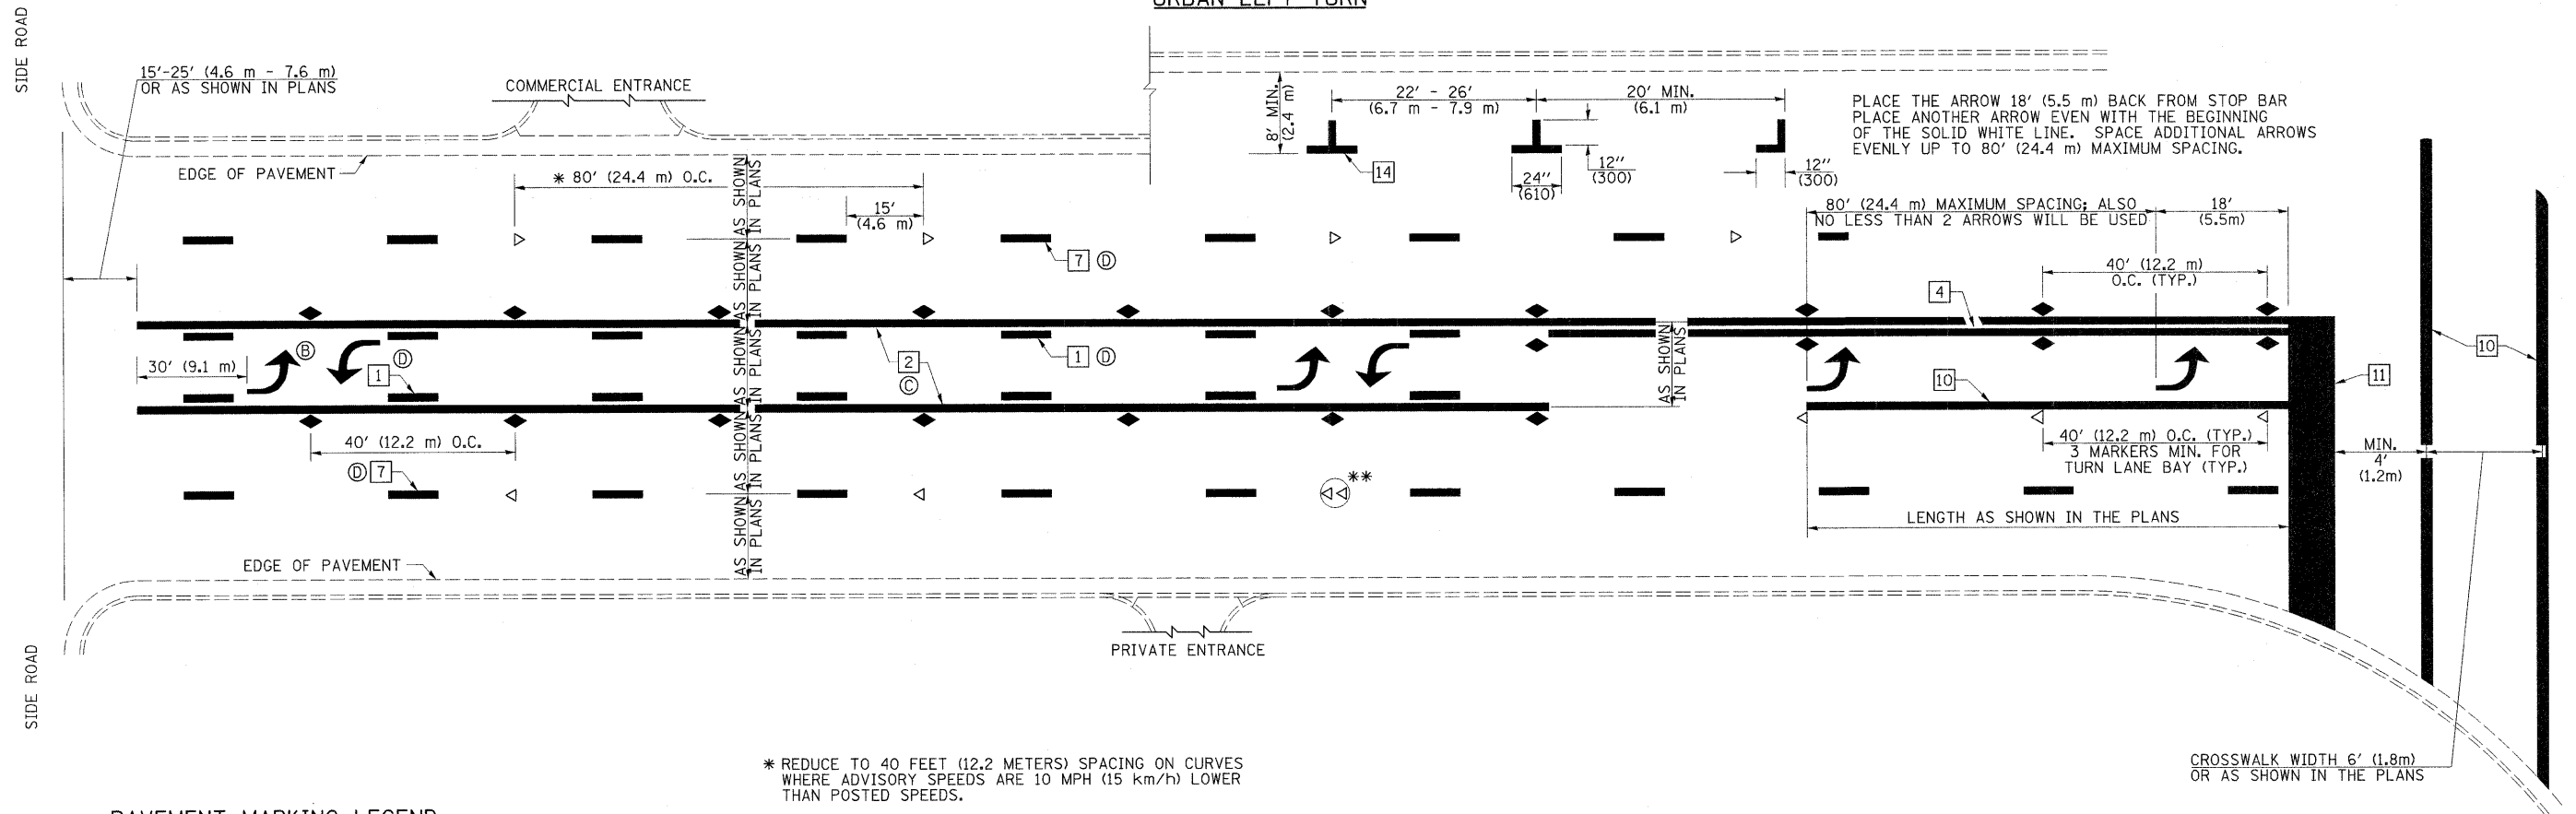 URBAN LEFT TURN
SIDE ROAD
15'-25' (4.6 m - 7.6 m)
OR AS SHOWN IN PLANS
COMMERCIAL ENTRANCE
EDGE OF PAVEMENT
* 80' (24.4 m) O.C.
15'
(4.6 m)
8' MIN.
(2.4 m)
22' - 26'
(6.7 m - 7.9 m)
20' MIN.
(6.1 m)
14
24"
(610)
12"
(300)
12"
(300)
PLACE THE ARROW 18' (5.5 m) BACK FROM STOP BAR
PLACE ANOTHER ARROW EVEN WITH THE BEGINNING
OF THE SOLID WHITE LINE. SPACE ADDITIONAL ARROWS
EVENLY UP TO 80' (24.4 m) MAXIMUM SPACING.
80' (24.4 m) MAXIMUM SPACING; ALSO
NO LESS THAN 2 ARROWS WILL BE USED
18'
(5.5m)
40' (12.2 m)
O.C. (TYP.)
7 D
4
AS SHOWN
IN PLANS
AS SHOWN
IN PLANS
AS SHOWN
IN PLANS
AS SHOWN
IN PLANS
AS SHOWN
IN PLANS
30' (9.1 m)
B
D
1
1 D
2
C
AS SHOWN
IN PLANS
10
11
10
40' (12.2 m) O.C.
D 7
**
40' (12.2 m) O.C. (TYP.)
3 MARKERS MIN. FOR
TURN LANE BAY (TYP.)
MIN.
4'
(1.2m)
LENGTH AS SHOWN IN THE PLANS
EDGE OF PAVEMENT
PRIVATE ENTRANCE
SIDE ROAD
* REDUCE TO 40 FEET (12.2 METERS) SPACING ON CURVES
WHERE ADVISORY SPEEDS ARE 10 MPH (15 km/h) LOWER
THAN POSTED SPEEDS.
CROSSWALK WIDTH 6' (1.8m)
OR AS SHOWN IN THE PLANS
PAVEMENT MARKING LEGEND